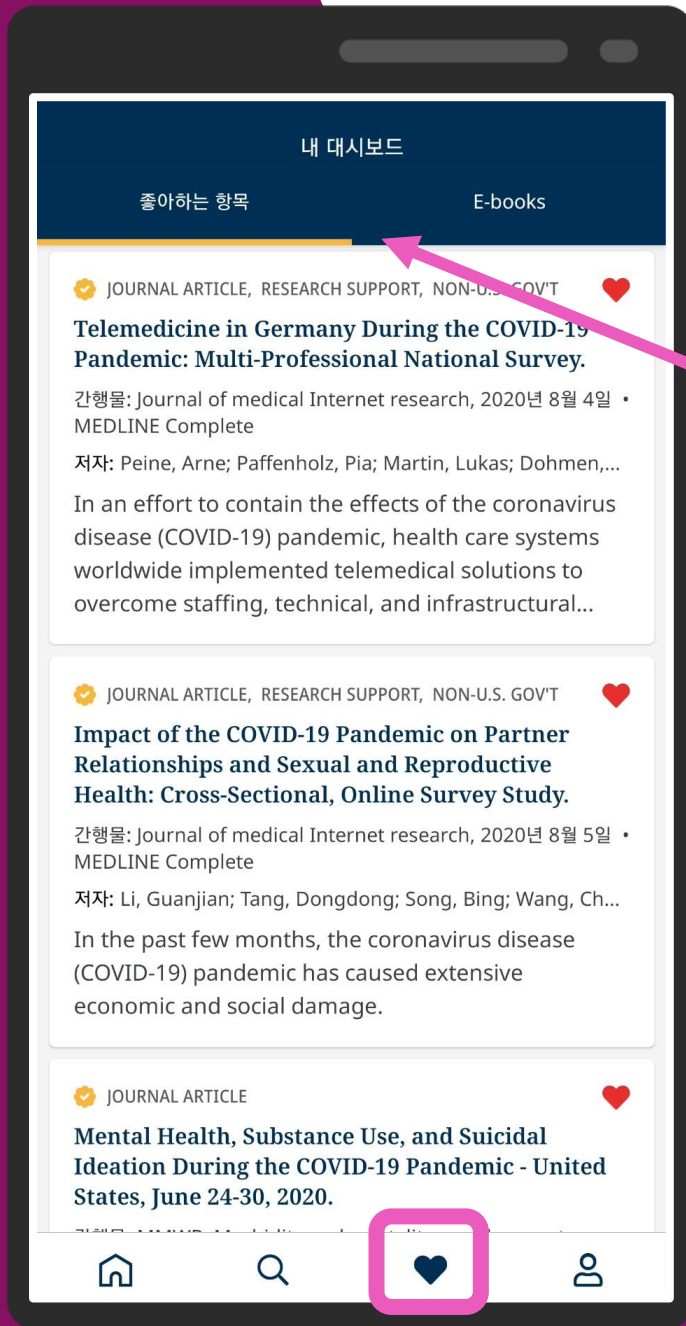 내 대시보드
좋아하는 항목
E-books
JOURNAL ARTICLE, RESEARCH SUPPORT, NON-U.S. GOV'T
Telemedicine in Germany During the COVID-19
Pandemic: Multi-Professional National Survey.
간행물: Journal of medical Internet research, 2020년 8월 4일 •
MEDLINE Complete
저자: Peine, Arne; Paffenholz, Pia; Martin, Lukas; Dohmen,...
In an effort to contain the effects of the coronavirus
disease (COVID-19) pandemic, health care systems
worldwide implemented telemedical solutions to
overcome staffing, technical, and infrastructural...
JOURNAL ARTICLE, RESEARCH SUPPORT, NON-U.S. GOV'T
Impact of the COVID-19 Pandemic on Partner
Relationships and Sexual and Reproductive
Health: Cross-Sectional, Online Survey Study.
간행물: Journal of medical Internet research, 2020년 8월 5일 •
MEDLINE Complete
저자: Li, Guanjian; Tang, Dongdong; Song, Bing; Wang, Ch...
In the past few months, the coronavirus disease
(COVID-19) pandemic has caused extensive
economic and social damage.
JOURNAL ARTICLE
Mental Health, Substance Use, and Suicidal
Ideation During the COVID-19 Pandemic - United
States, June 24-30, 2020.